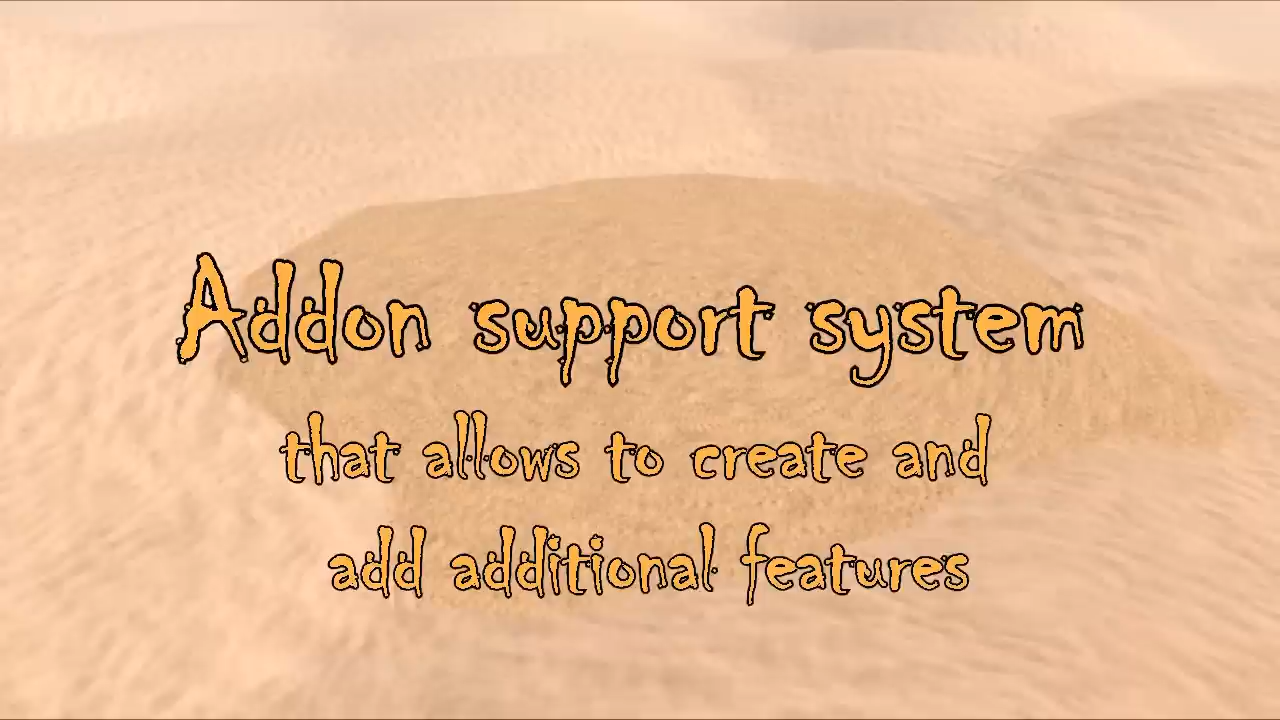 Addon support system
that allows to create and
add additional features